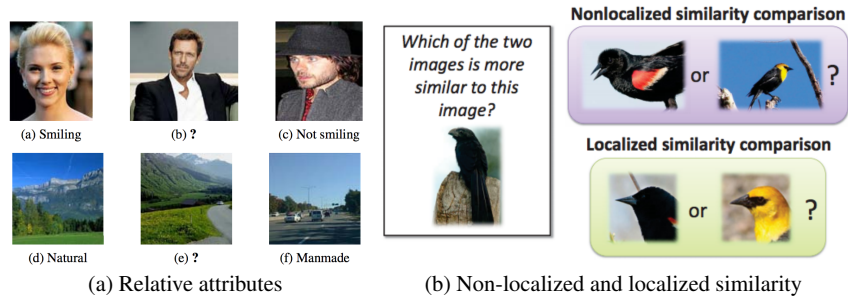 (a) Smiling
(b) ?
(c) Not smiling
(d) Natural
(e) ?
(f) Manmade
(a) Relative attributes
Which of the two
images is more
similar to this
image?
Nonlocalized similarity comparison
or
?
Localized similarity comparison
or
?
(b) Non-localized and localized similarity